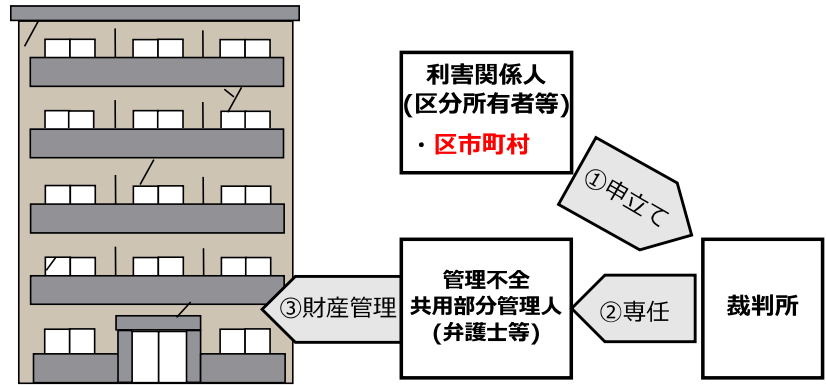 利害関係人
(区分所有者等)
・区市町村
①申立て
管理不全
共用部分管理人
(弁護士等)
②専任
裁判所
③財産管理